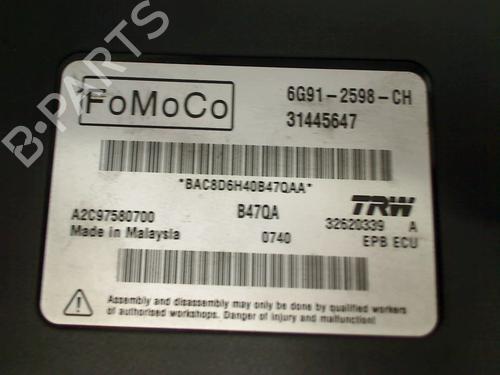 FoMoCo
6G91-2598-CH
31445647
*BAC8D6H40B47QAA*
A2C97580700
B47QA
TRW
32620339 A
Made in Malaysia
0740
EPB ECU
Assembly and disassembly may only be done by qualified workers
of authorised workshops. Danger of injury and malfunction!
B-PARTS